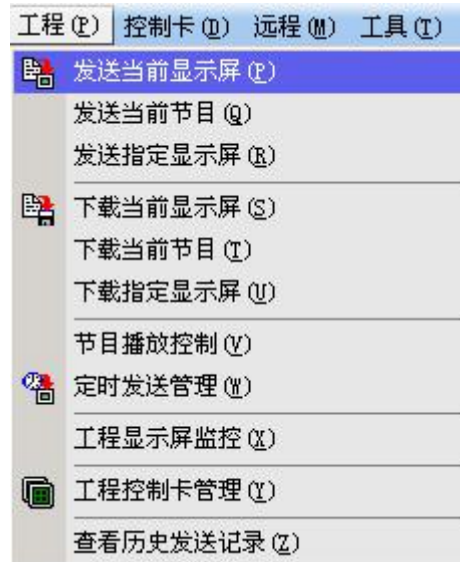 工程(P) 控制卡(D) 远程(M) 工具(T)
发送当前显示屏(P)
发送当前节目(Q)
发送指定显示屏(R)
下载当前显示屏(S)
下载当前节目(T)
下载指定显示屏(U)
节目播放控制(V)
定时发送管理(W)
工程显示屏监控(X)
工程控制卡管理(Y)
查看历史发送记录(Z)